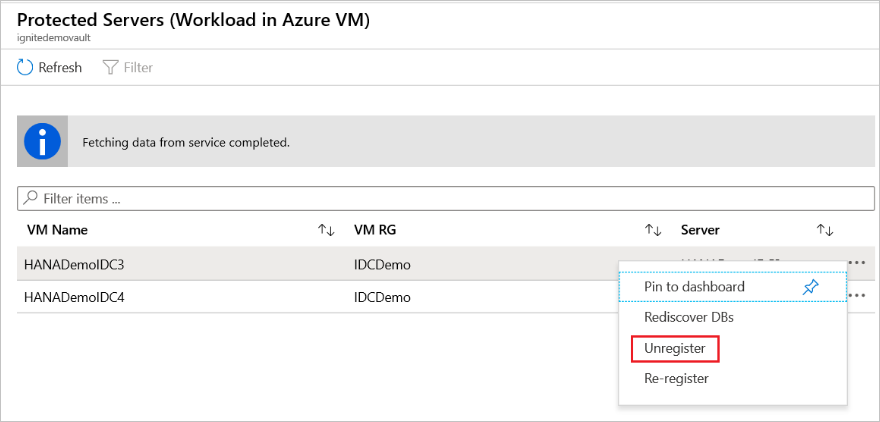 Protected Servers (Workload in Azure VM)
ignitedemovault
Refresh Filter
Fetching data from service completed.
Filter items ...
VM Name VM RG Server
HANADemoIDC3 IDCDemo
HANADemoIDC4 IDCDemo
Pin to dashboard
Rediscover DBs
Unregister
Re-register